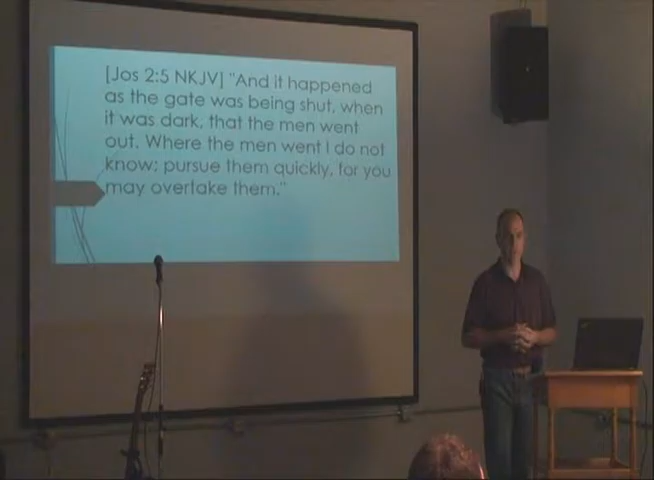 [Jos 2:5 NKJV] "And it happened
as the gate was being shut, when
it was dark, that the men went
out. Where the men went I do not
know; pursue them quickly, for you
may overtake them."